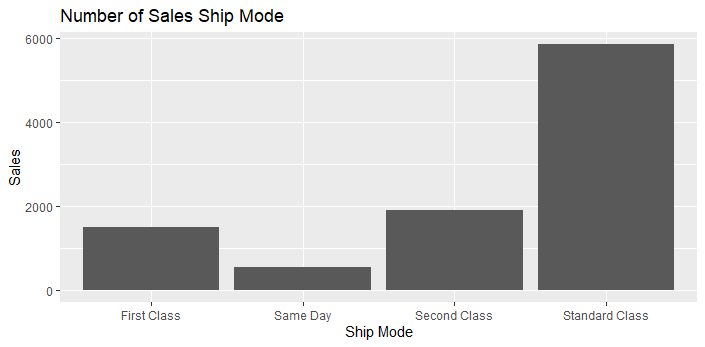 Number of Sales Ship Mode
6000
4000
2000
0
Sales
First Class Same Day Second Class Standard Class
Ship Mode